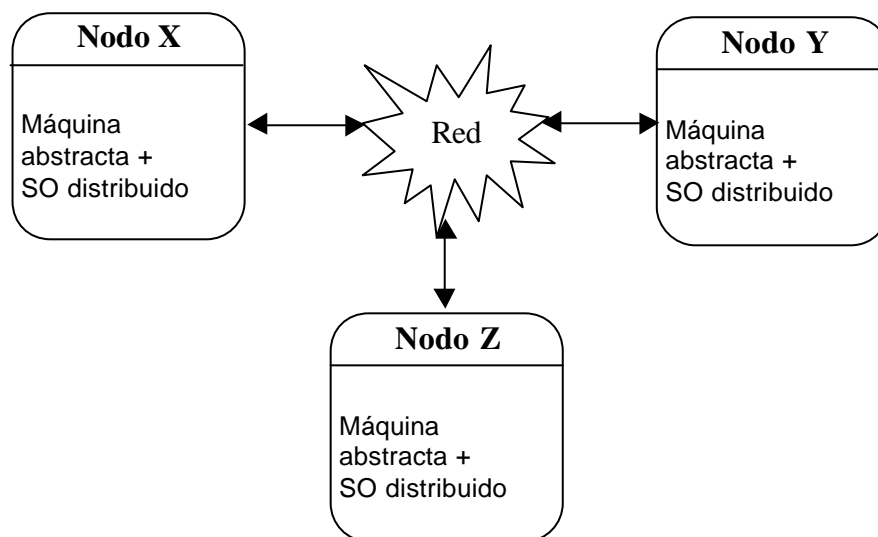 Nodo X
Máquina
abstracta +
SO distribuido
Red
Nodo Y
Máquina
abstracta +
SO distribuido
Nodo Z
Máquina
abstracta +
SO distribuido